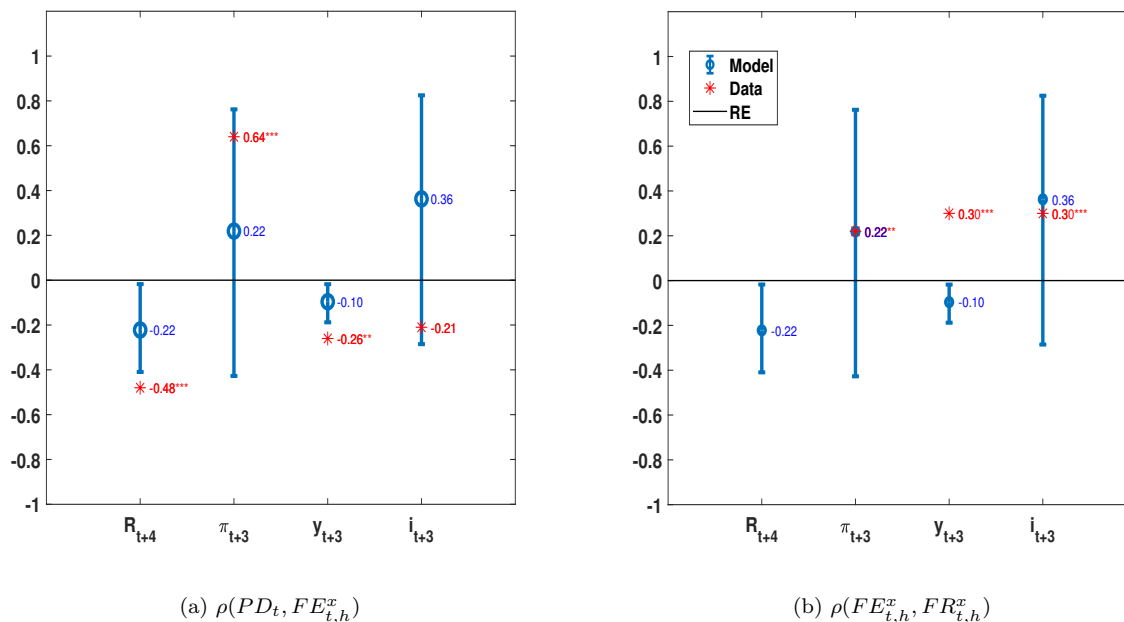 1
0.8
0.6
0.4
0.2
0
-0.2
-0.4
-0.6
-0.8
-1
0.64***
0.36
0.22
-0.10
-0.22
-0.21
-0.26**
-0.48***
R_{t+4}
π_{t+3}
y_{t+3}
i_{t+3}
(a) ρ(PD_t, FE^x_{t,h})
1
0.8
0.6
0.4
0.2
0
-0.2
-0.4
-0.6
-0.8
-1
Model
Data
RE
0.36
0.30***
0.30***
0.22**
-0.10
-0.22
R_{t+4}
π_{t+3}
y_{t+3}
i_{t+3}
(b) ρ(FE^x_{t,h}, FR^x_{t,h})